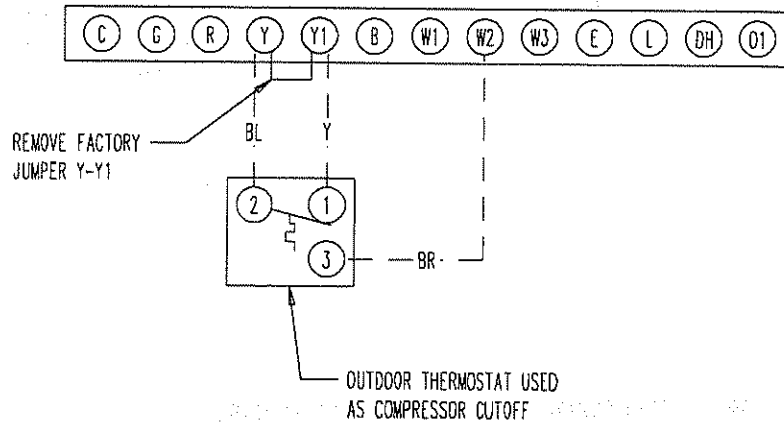 C G R Y Y1 B W1 W2 W3 E L DH O1
REMOVE FACTORY
JUMPER Y-Y1
BL Y
2 1
3 BR
OUTDOOR THERMOSTAT USED
AS COMPRESSOR CUTOFF